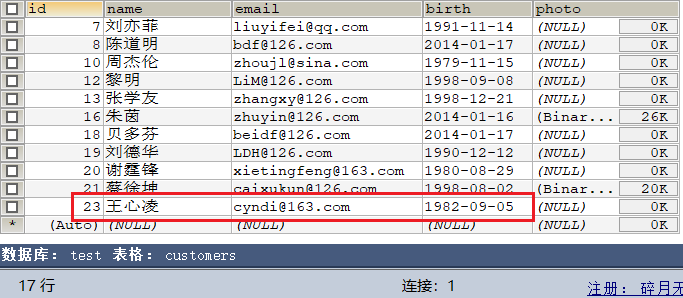 id name email birth photo
7 刘亦菲 liuyifei@qq.com 1991-11-14 (NULL) 0K
8 陈道明 bdf@126.com 2014-01-17 (NULL) 0K
10 周杰伦 zhoujl@sina.com 1979-11-15 (NULL) 0K
12 黎明 LiM@126.com 1998-09-08 (NULL) 0K
13 张学友 zhangxy@126.com 1998-12-21 (NULL) 0K
16 朱茵 zhuyin@126.com 2014-01-16 (Binar... 26K
18 贝多芬 beidf@126.com 2014-01-17 (NULL) 0K
19 刘德华 LDH@126.com 1990-12-12 (NULL) 0K
20 谢霆锋 xietingfeng@163.com 1980-08-29 (NULL) 0K
21 蔡徐坤 caixukun@126.com 1998-08-02 (Binar... 20K
23 王心凌 cyndi@163.com 1982-09-05 (NULL) 0K
* (Auto) (NULL) (NULL) (NULL) (NULL) 0K
数据库: test 表格: customers
17 行 连接: 1 注册: 碎月无